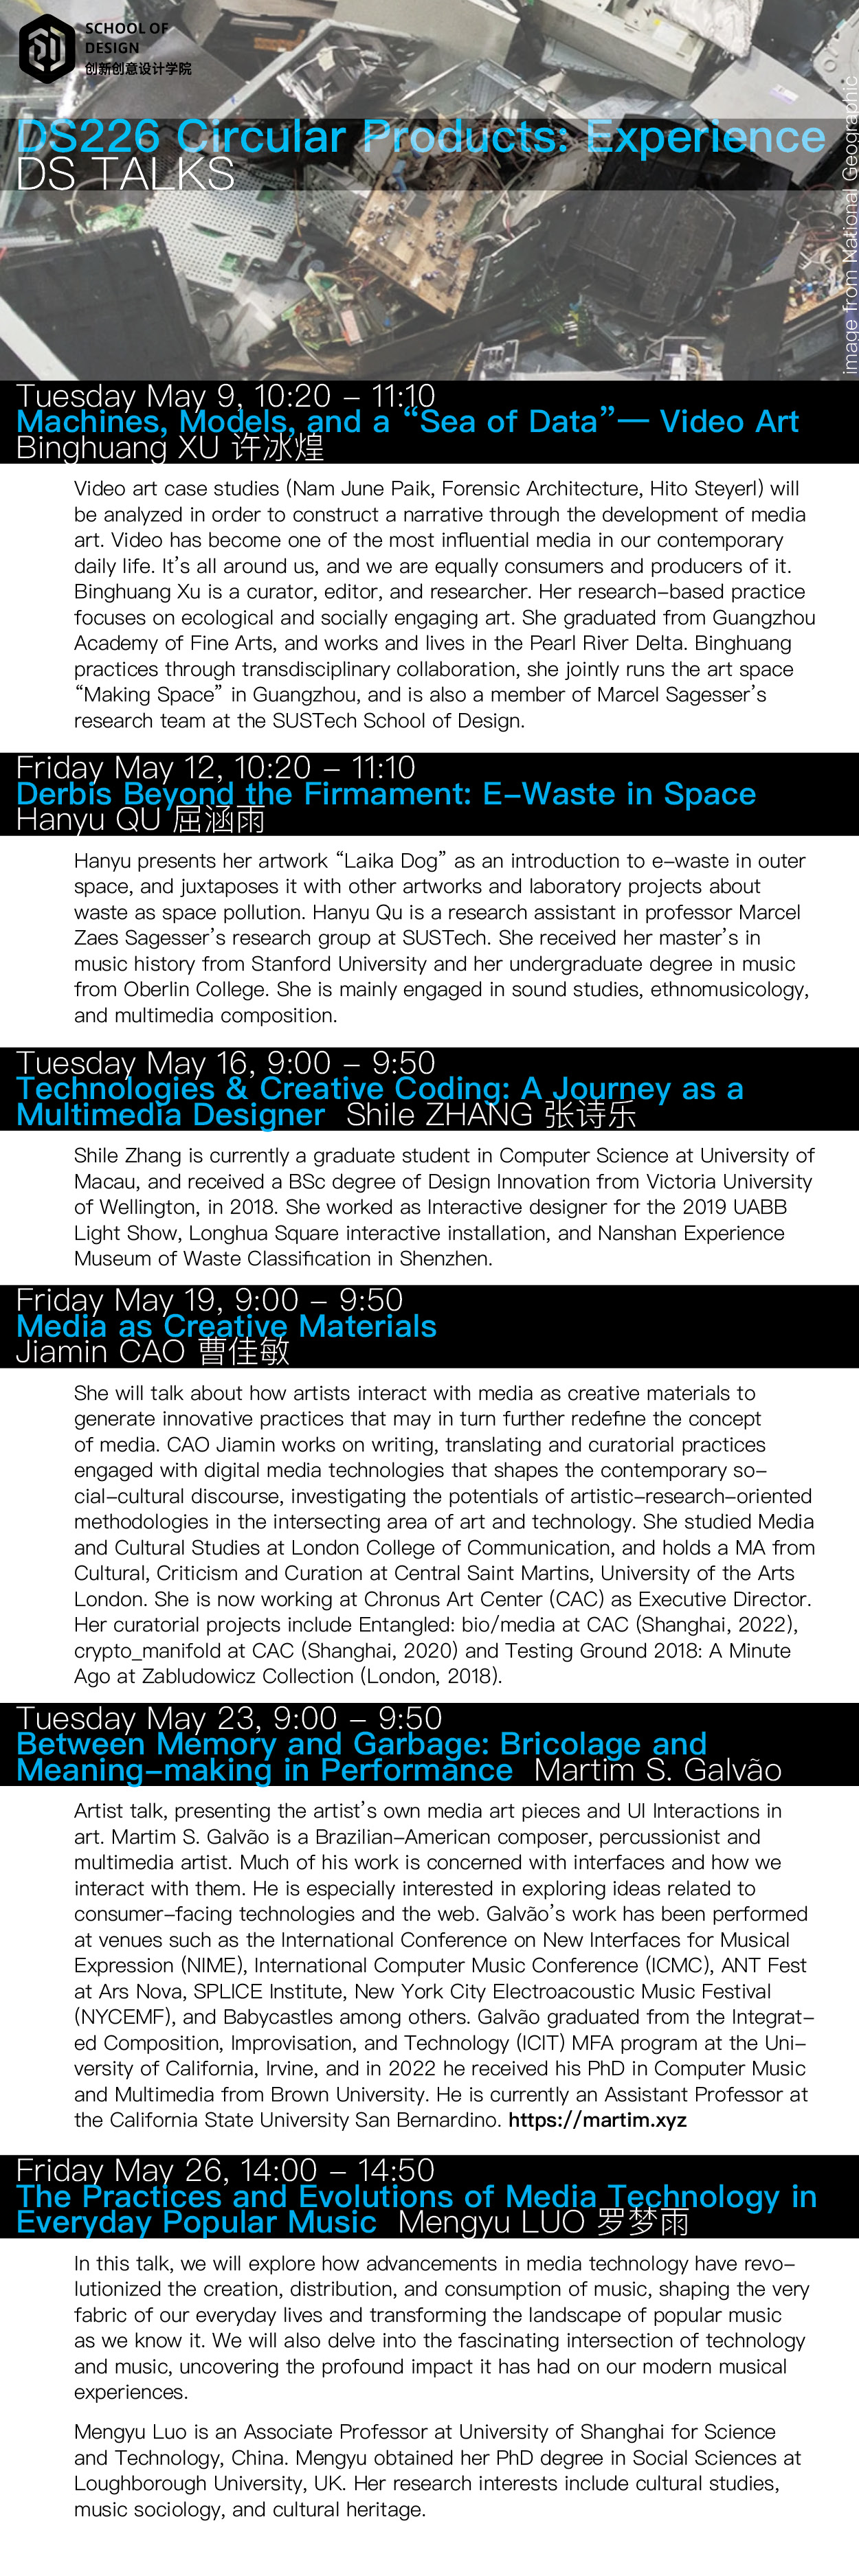 SCHOOL OF
DESIGN
创新创意设计学院
DS226 Circular Products: Experience
DS TALKS
image from National Geographic
Tuesday May 9, 10:20 – 11:10
Machines, Models, and a “Sea of Data”— Video Art
Binghuang XU 许冰煌
Video art case studies (Nam June Paik, Forensic Architecture, Hito Steyerl) will
be analyzed in order to construct a narrative through the development of media
art. Video has become one of the most influential media in our contemporary
daily life. It’s all around us, and we are equally consumers and producers of it.
Binghuang Xu is a curator, editor, and researcher. Her research-based practice
focuses on ecological and socially engaging art. She graduated from Guangzhou
Academy of Fine Arts, and works and lives in the Pearl River Delta. Binghuang
practices through transdisciplinary collaboration, she jointly runs the art space
“Making Space” in Guangzhou, and is also a member of Marcel Sagesser’s
research team at the SUSTech School of Design.
Friday May 12, 10:20 – 11:10
Derbis Beyond the Firmament: E-Waste in Space
Hanyu QU 屈涵雨
Hanyu presents her artwork “Laika Dog” as an introduction to e-waste in outer
space, and juxtaposes it with other artworks and laboratory projects about
waste as space pollution. Hanyu Qu is a research assistant in professor Marcel
Zaes Sagesser’s research group at SUSTech. She received her master’s in
music history from Stanford University and her undergraduate degree in music
from Oberlin College. She is mainly engaged in sound studies, ethnomusicology,
and multimedia composition.
Tuesday May 16, 9:00 – 9:50
Technologies & Creative Coding: A Journey as a
Multimedia Designer Shile ZHANG 张诗乐
Shile Zhang is currently a graduate student in Computer Science at University of
Macau, and received a BSc degree of Design Innovation from Victoria University
of Wellington, in 2018. She worked as Interactive designer for the 2019 UABB
Light Show, Longhua Square interactive installation, and Nanshan Experience
Museum of Waste Classification in Shenzhen.
Friday May 19, 9:00 – 9:50
Media as Creative Materials
Jiamin CAO 曹佳敏
She will talk about how artists interact with media as creative materials to
generate innovative practices that may in turn further redefine the concept
of media. CAO Jiamin works on writing, translating and curatorial practices
engaged with digital media technologies that shapes the contemporary so-
cial-cultural discourse, investigating the potentials of artistic-research-oriented
methodologies in the intersecting area of art and technology. She studied Media
and Cultural Studies at London College of Communication, and holds a MA from
Cultural, Criticism and Curation at Central Saint Martins, University of the Arts
London. She is now working at Chronus Art Center (CAC) as Executive Director.
Her curatorial projects include Entangled: bio/media at CAC (Shanghai, 2022),
crypto_manifold at CAC (Shanghai, 2020) and Testing Ground 2018: A Minute
Ago at Zabludowicz Collection (London, 2018).
Tuesday May 23, 9:00 – 9:50
Between Memory and Garbage: Bricolage and
Meaning-making in Performance Martim S. Galvão
Artist talk, presenting the artist’s own media art pieces and UI Interactions in
art. Martim S. Galvão is a Brazilian-American composer, percussionist and
multimedia artist. Much of his work is concerned with interfaces and how we
interact with them. He is especially interested in exploring ideas related to
consumer-facing technologies and the web. Galvão’s work has been performed
at venues such as the International Conference on New Interfaces for Musical
Expression (NIME), International Computer Music Conference (ICMC), ANT Fest
at Ars Nova, SPLICE Institute, New York City Electroacoustic Music Festival
(NYCEMF), and Babycastles among others. Galvão graduated from the Integrat-
ed Composition, Improvisation, and Technology (ICIT) MFA program at the Uni-
versity of California, Irvine, and in 2022 he received his PhD in Computer Music
and Multimedia from Brown University. He is currently an Assistant Professor at
the California State University San Bernardino. https://martim.xyz
Friday May 26, 14:00 – 14:50
The Practices and Evolutions of Media Technology in
Everyday Popular Music Mengyu LUO 罗梦雨
In this talk, we will explore how advancements in media technology have revo-
lutionized the creation, distribution, and consumption of music, shaping the very
fabric of our everyday lives and transforming the landscape of popular music
as we know it. We will also delve into the fascinating intersection of technology
and music, uncovering the profound impact it has had on our modern musical
experiences.
Mengyu Luo is an Associate Professor at University of Shanghai for Science
and Technology, China. Mengyu obtained her PhD degree in Social Sciences at
Loughborough University, UK. Her research interests include cultural studies,
music sociology, and cultural heritage.